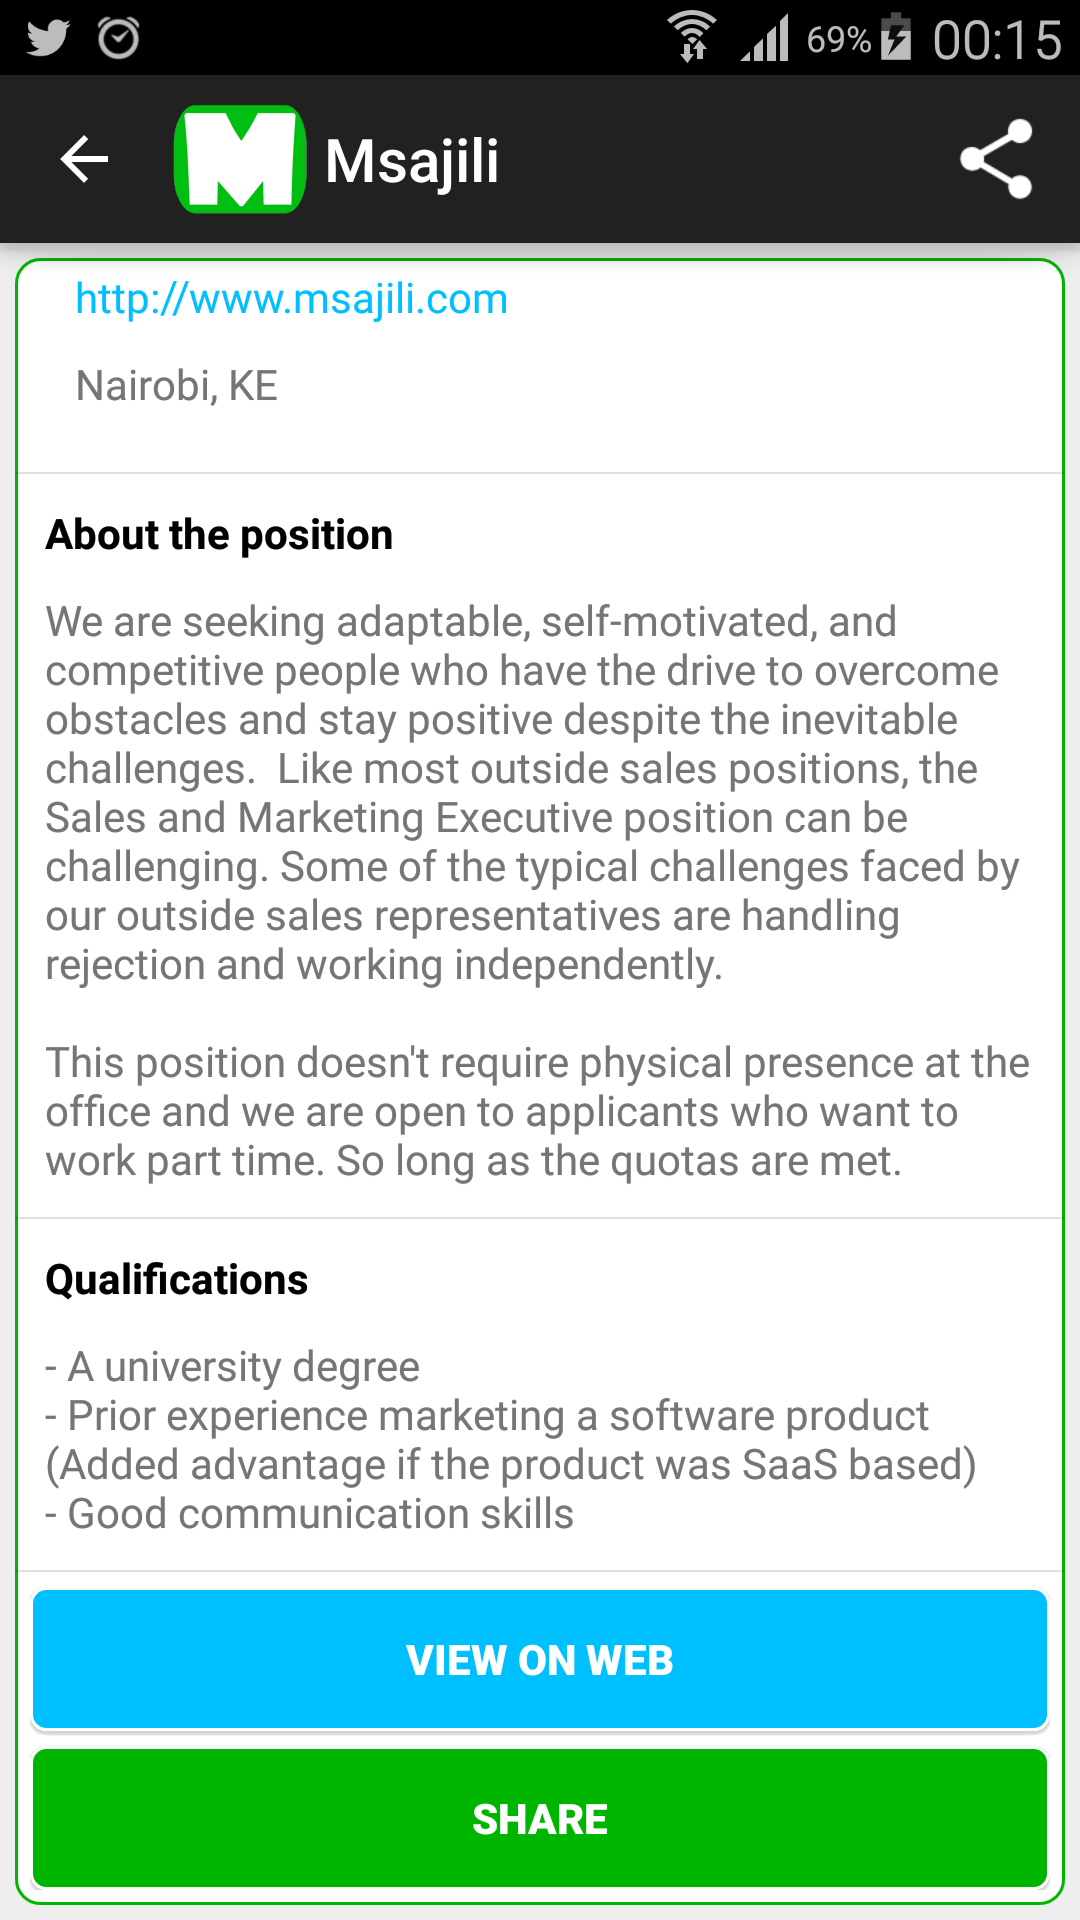 69% 00:15
M Msajili
http://www.msajili.com
Nairobi, KE
About the position
We are seeking adaptable, self-motivated, and
competitive people who have the drive to overcome
obstacles and stay positive despite the inevitable
challenges.  Like most outside sales positions, the
Sales and Marketing Executive position can be
challenging. Some of the typical challenges faced by
our outside sales representatives are handling
rejection and working independently.
This position doesn't require physical presence at the
office and we are open to applicants who want to
work part time. So long as the quotas are met.
Qualifications
- A university degree
- Prior experience marketing a software product
(Added advantage if the product was SaaS based)
- Good communication skills
VIEW ON WEB
SHARE